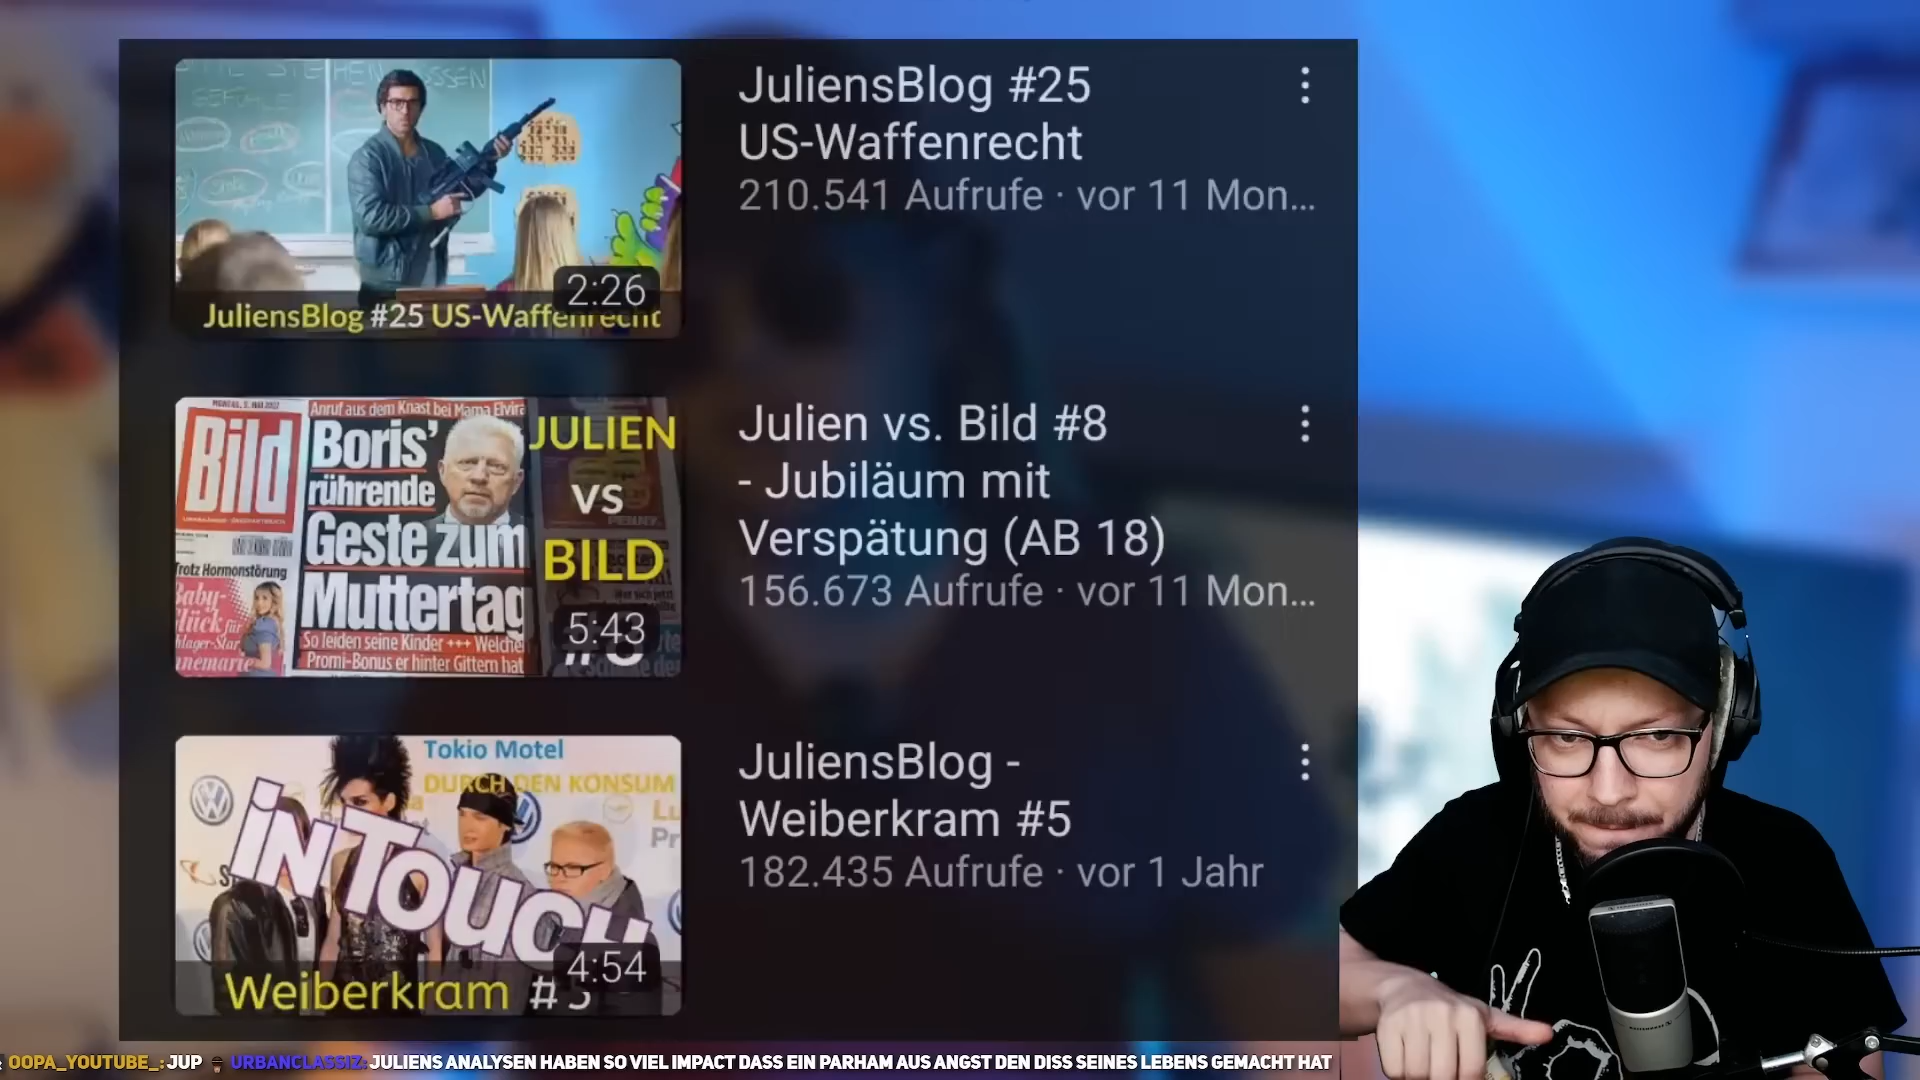 GEFÜHLE
JuliensBlog #25 US-Waffenrecht
2:26
JuliensBlog #25
US-Waffenrecht
210.541 Aufrufe · vor 11 Mon...
Bild
Anruf aus dem Knast bei Mama Elvira
Boris'
rührende
Geste zum
Muttertag
Trotz Hormonstörung
Baby-
So leiden seine Kinder +++ Welche
Promi-Bonus er hinter Gittern hat
JULIEN
VS
BILD
5:43
Julien vs. Bild #8
- Jubiläum mit
Verspätung (AB 18)
156.673 Aufrufe · vor 11 Mon...
Tokio Motel
DURCH DEN KONSUM
inTouch
Weiberkram #5
4:54
JuliensBlog -
Weiberkram #5
182.435 Aufrufe · vor 1 Jahr
OOPA_YOUTUBE_: JUP URBANCLASSIZ: JULIENS ANALYSEN HABEN SO VIEL IMPACT DASS EIN PARHAM AUS ANGST DEN DISS SEINES LEBENS GEMACHT HAT